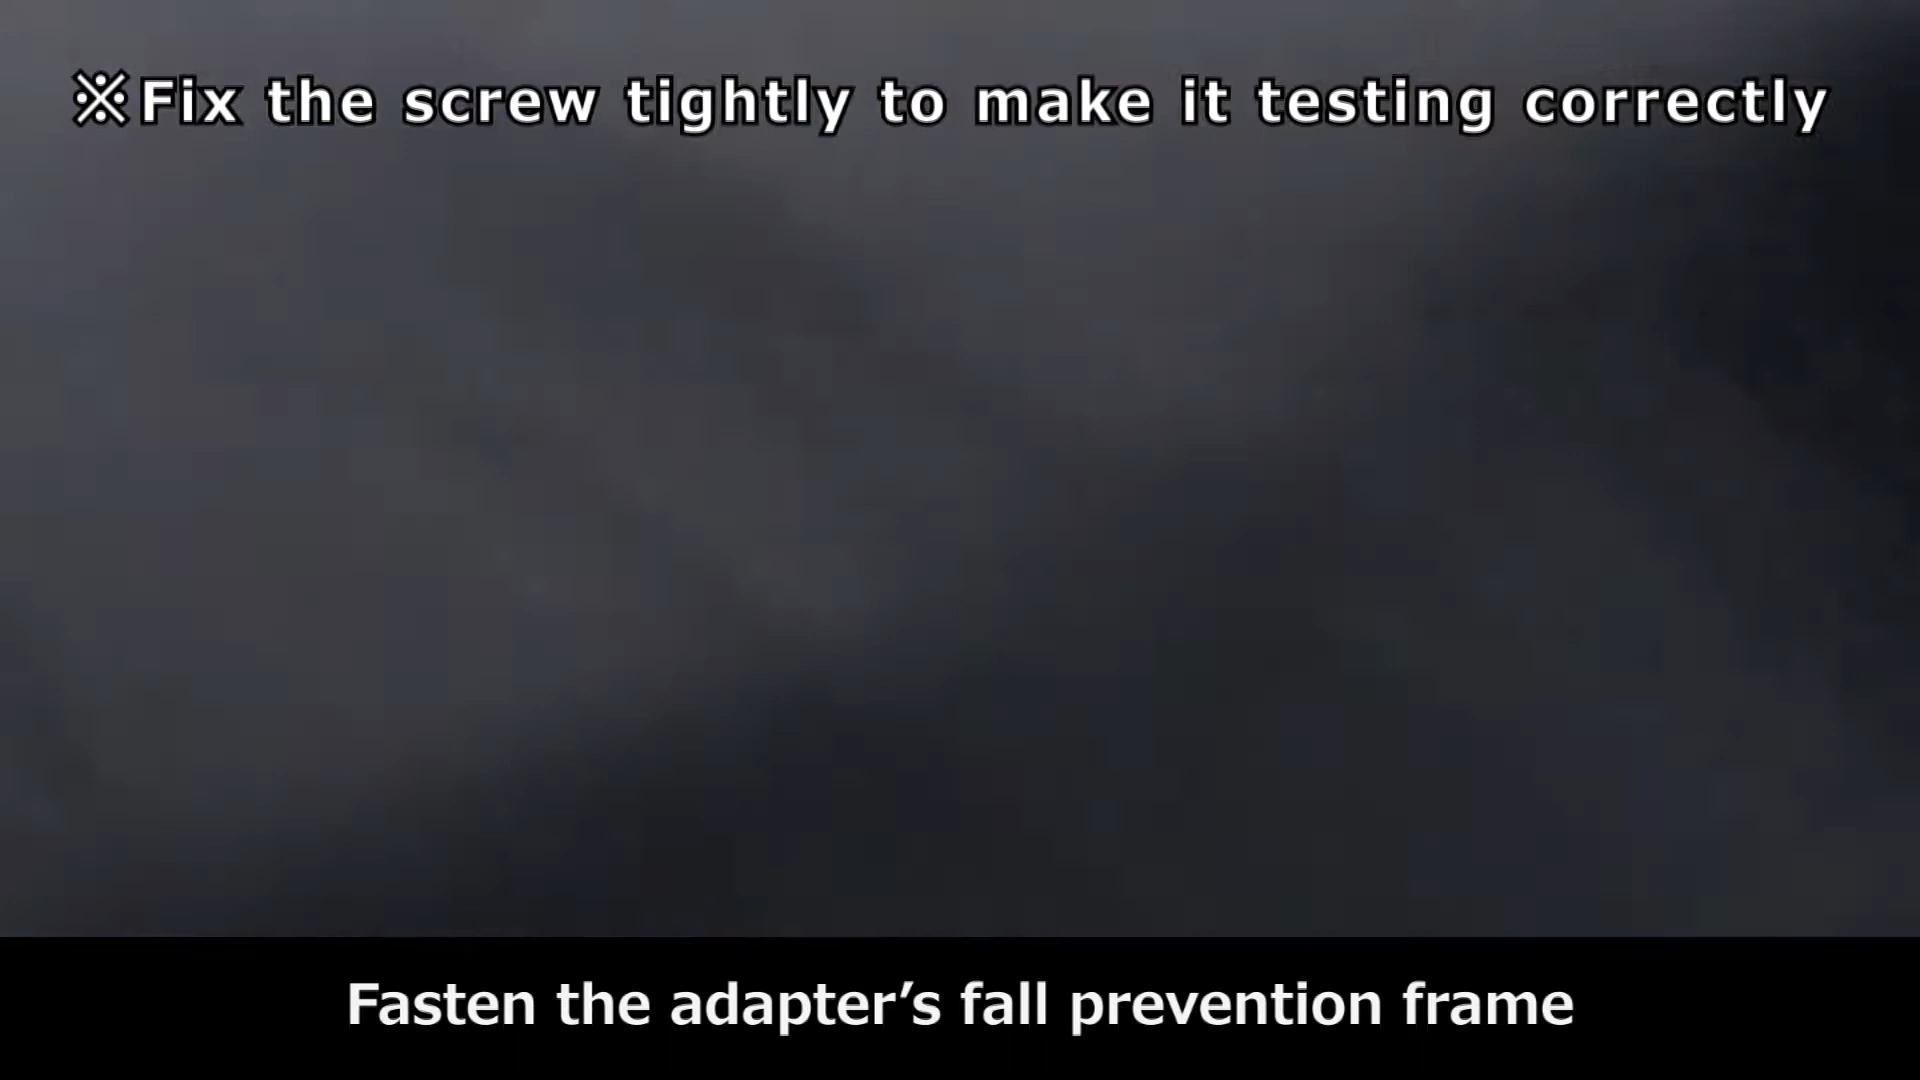 ※Fix the screw tightly to make it testing correctly
Fasten the adapter’s fall prevention frame